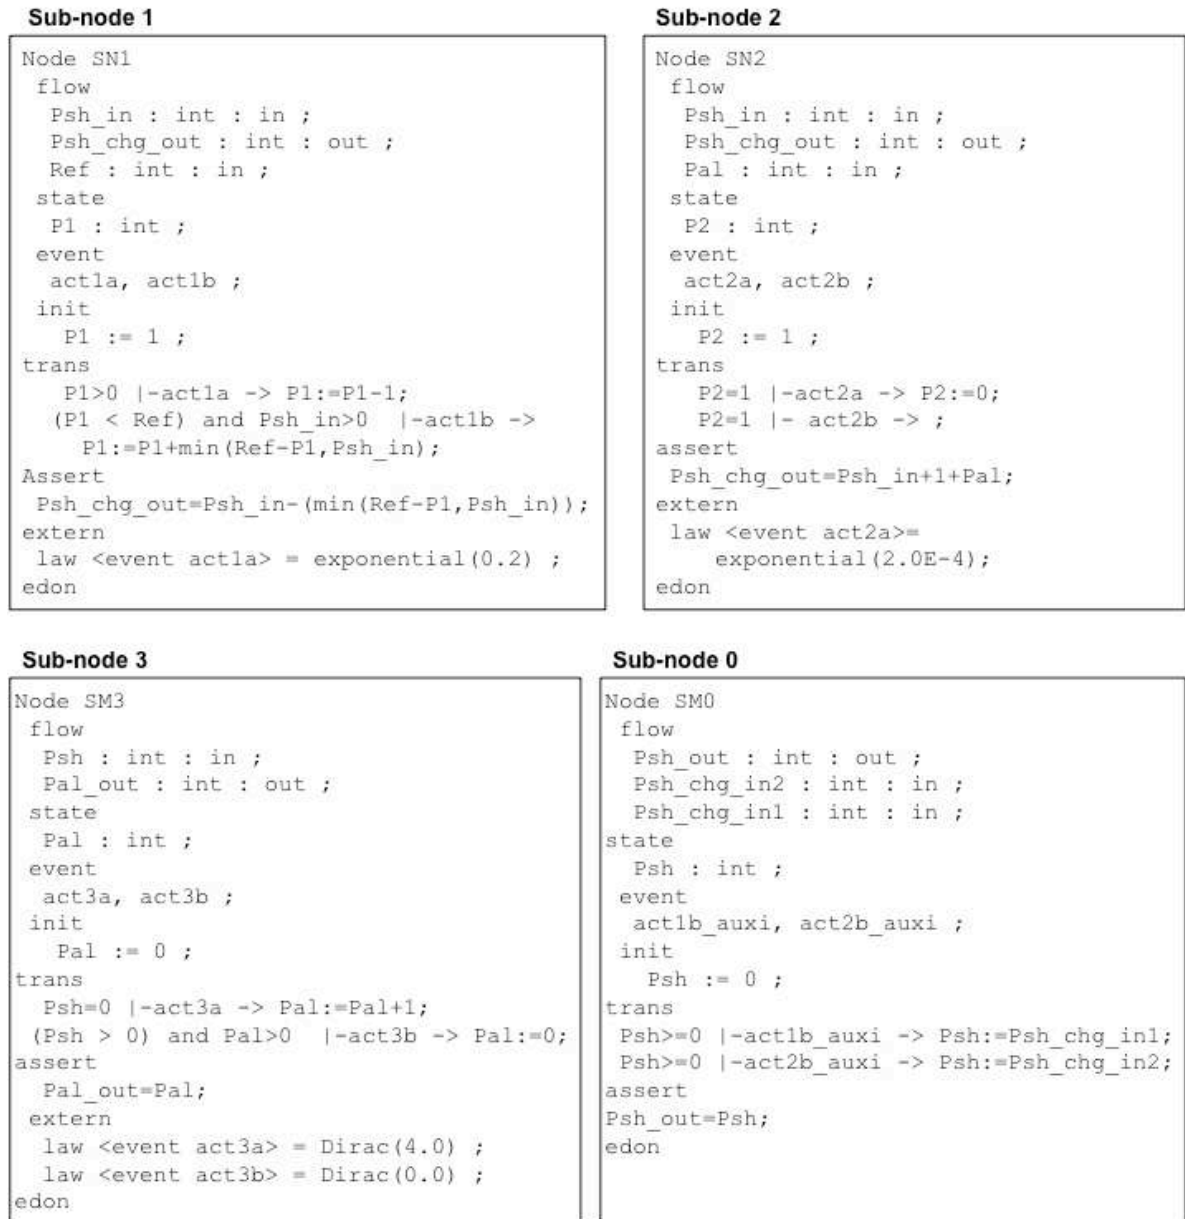 Sub-node 1
Node SN1
flow
Psh_in : int : in ;
Psh_chg_out : int : out ;
Ref : int : in ;
state
P1 : int ;
event
act1a, act1b ;
init
P1 := 1 ;
trans
P1>0 |-act1a -> P1:=P1-1;
(P1 < Ref) and Psh_in>0 |-act1b ->
P1:=P1+min(Ref-P1,Psh_in);
Assert
Psh_chg_out=Psh_in-(min(Ref-P1,Psh_in));
extern
law <event act1a> = exponential(0.2) ;
edon
Sub-node 2
Node SN2
flow
Psh_in : int : in ;
Psh_chg_out : int : out ;
Pal : int : in ;
state
P2 : int ;
event
act2a, act2b ;
init
P2 := 1 ;
trans
P2=1 |-act2a -> P2:=0;
P2=1 |- act2b -> ;
assert
Psh_chg_out=Psh_in+1+Pal;
extern
law <event act2a>=
exponential(2.0E-4);
edon
Sub-node 3
Node SM3
flow
Psh : int : in ;
Pal_out : int : out ;
state
Pal : int ;
event
act3a, act3b ;
init
Pal := 0 ;
trans
Psh=0 |-act3a -> Pal:=Pal+1;
(Psh > 0) and Pal>0 |-act3b -> Pal:=0;
assert
Pal_out=Pal;
extern
law <event act3a> = Dirac(4.0) ;
law <event act3b> = Dirac(0.0) ;
edon
Sub-node 0
Node SM0
flow
Psh_out : int : out ;
Psh_chg_in2 : int : in ;
Psh_chg_in1 : int : in ;
state
Psh : int ;
event
act1b_auxi, act2b_auxi ;
init
Psh := 0 ;
trans
Psh>=0 |-act1b_auxi -> Psh:=Psh_chg_in1;
Psh>=0 |-act2b_auxi -> Psh:=Psh_chg_in2;
assert
Psh_out=Psh;
edon